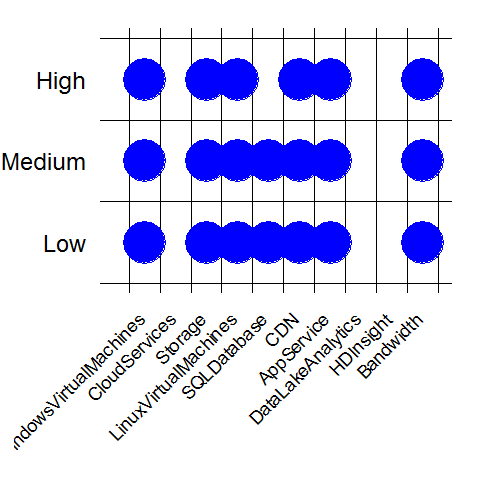 High
Medium
Low
ndowsVirtualMachines
CloudServices
Storage
LinuxVirtualMachines
SQLDatabase
CDN
AppService
DataLakeAnalytics
HDInsight
Bandwidth